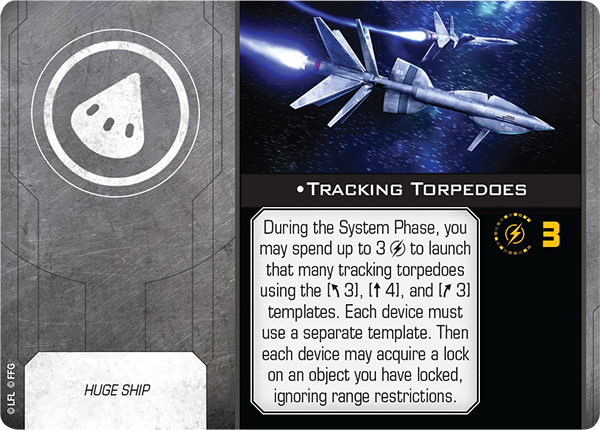 •Tracking Torpedoes
During the System Phase, you
may spend up to 3 to launch
that many tracking torpedoes
using the [↖ 3], [↑ 4], and [↗ 3]
templates. Each device must
use a separate template. Then
each device may acquire a lock
on an object you have locked,
ignoring range restrictions.
3
HUGE SHIP
© LFL © FFG